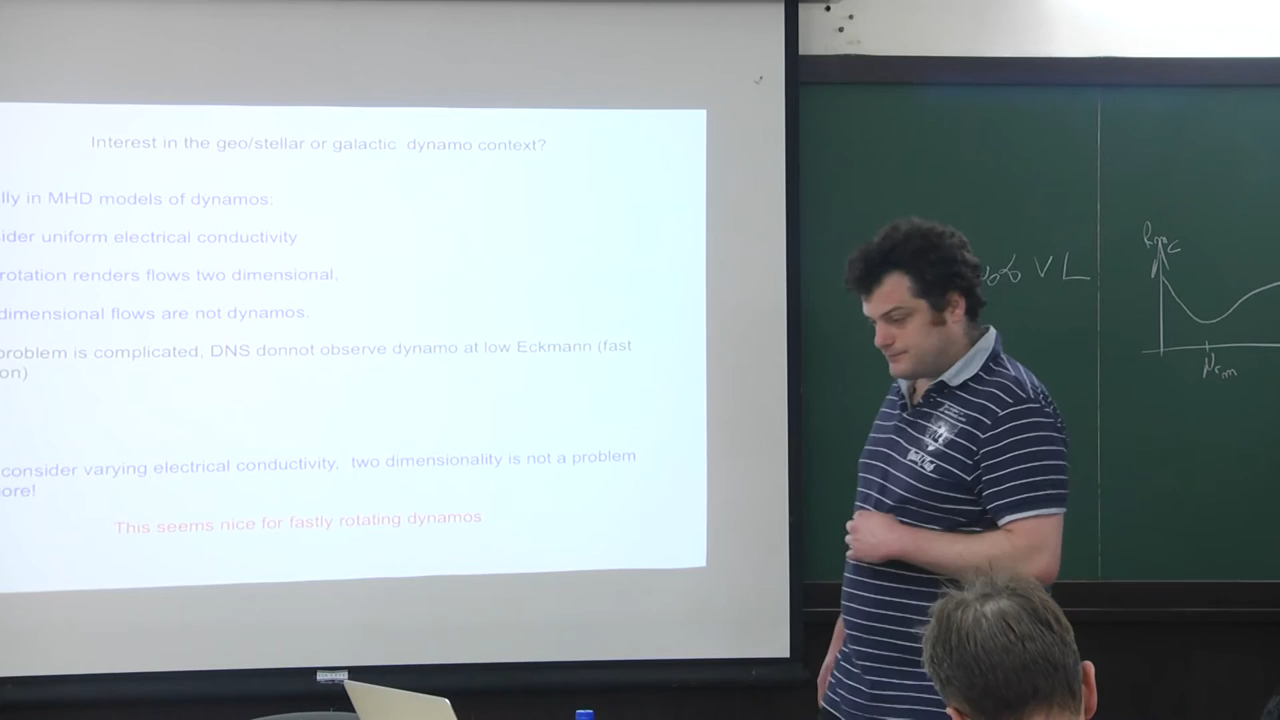 Interest in the geo/stellar or galactic dynamo context?
lly in MHD models of dynamos:
ider uniform electrical conductivity
rotation renders flows two dimensional,
dimensional flows are not dynamos.
problem is complicated, DNS donnot observe dynamo at low Eckmann (fast
on)
consider varying electrical conductivity. two dimensionality is not a problem
ore!
This seems nice for fastly rotating dynamos
V L
Rmc